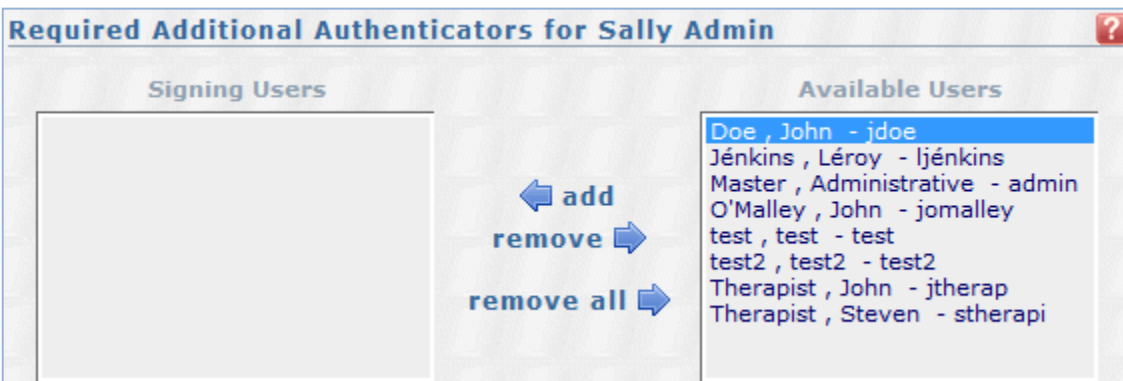 Required Additional Authenticators for Sally Admin ?
Signing Users
Available Users
Doe , John - jdoe
Jénkins , Léroy - ljénkins
Master , Administrative - admin
O'Malley , John - jomalley
test , test - test
test2 , test2 - test2
Therapist , John - jtherap
Therapist , Steven - stherapi
add
remove
remove all